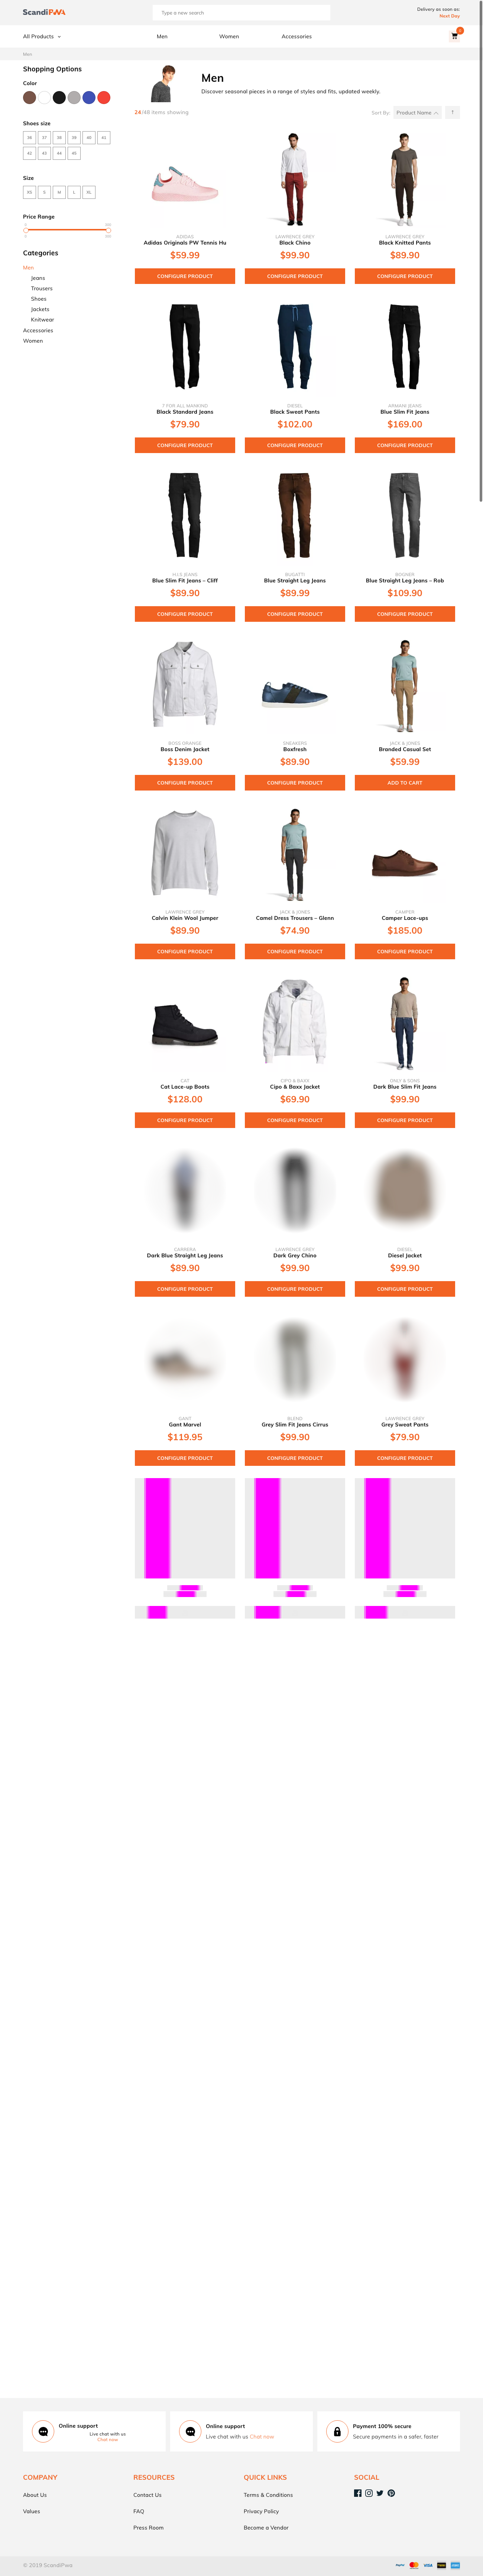 ScandiPWA
Type a new search
Delivery as soon as:
Next Day
All Products
Men
Women
Accessories
Men
Shopping Options
Color
Shoes size
36 37 38 39 40 41
42 43 44 45
Size
XS S M L XL
Price Range
Categories
Men
Jeans
Trousers
Shoes
Jackets
Knitwear
Accessories
Women
Men
Discover seasonal pieces in a range of styles and fits, updated weekly.
24/48 items showing
Sort By: Product Name ↑
ADIDAS
Adidas Originals PW Tennis Hu
$59.99
CONFIGURE PRODUCT
LAWRENCE GREY
Black Chino
$99.90
CONFIGURE PRODUCT
LAWRENCE GREY
Black Knitted Pants
$89.90
CONFIGURE PRODUCT
7 FOR ALL MANKIND
Black Standard Jeans
$79.90
CONFIGURE PRODUCT
DIESEL
Black Sweat Pants
$102.00
CONFIGURE PRODUCT
ARMANI JEANS
Blue Slim Fit Jeans
$169.00
CONFIGURE PRODUCT
H.I.S JEANS
Blue Slim Fit Jeans – Cliff
$89.90
CONFIGURE PRODUCT
BUGATTI
Blue Straight Leg Jeans
$89.99
CONFIGURE PRODUCT
BOGNER
Blue Straight Leg Jeans – Rob
$109.90
CONFIGURE PRODUCT
BOSS ORANGE
Boss Denim Jacket
$139.00
CONFIGURE PRODUCT
SNEAKERS
Boxfresh
$89.90
CONFIGURE PRODUCT
JACK & JONES
Branded Casual Set
$59.99
ADD TO CART
LAWRENCE GREY
Calvin Klein Wool Jumper
$89.90
CONFIGURE PRODUCT
JACK & JONES
Camel Dress Trousers – Glenn
$74.90
CONFIGURE PRODUCT
CAMPER
Camper Lace-ups
$185.00
CONFIGURE PRODUCT
CAT
Cat Lace-up Boots
$128.00
CONFIGURE PRODUCT
CIPO & BAXX
Cipo & Baxx Jacket
$69.90
CONFIGURE PRODUCT
ONLY & SONS
Dark Blue Slim Fit Jeans
$99.90
CONFIGURE PRODUCT
CARRERA
Dark Blue Straight Leg Jeans
$89.90
CONFIGURE PRODUCT
LAWRENCE GREY
Dark Grey Chino
$99.90
CONFIGURE PRODUCT
DIESEL
Diesel Jacket
$99.90
CONFIGURE PRODUCT
GANT
Gant Marvel
$119.95
CONFIGURE PRODUCT
BLEND
Grey Slim Fit Jeans Cirrus
$99.90
CONFIGURE PRODUCT
LAWRENCE GREY
Grey Sweat Pants
$79.90
CONFIGURE PRODUCT
Online support
Live chat with us
Chat now
Online support
Live chat with us Chat now
Payment 100% secure
Secure payments in a safer, faster
COMPANY
About Us
Values
RESOURCES
Contact Us
FAQ
Press Room
QUICK LINKS
Terms & Conditions
Privacy Policy
Become a Vendor
SOCIAL
© 2019 ScandiPwa
PayPal
VISA